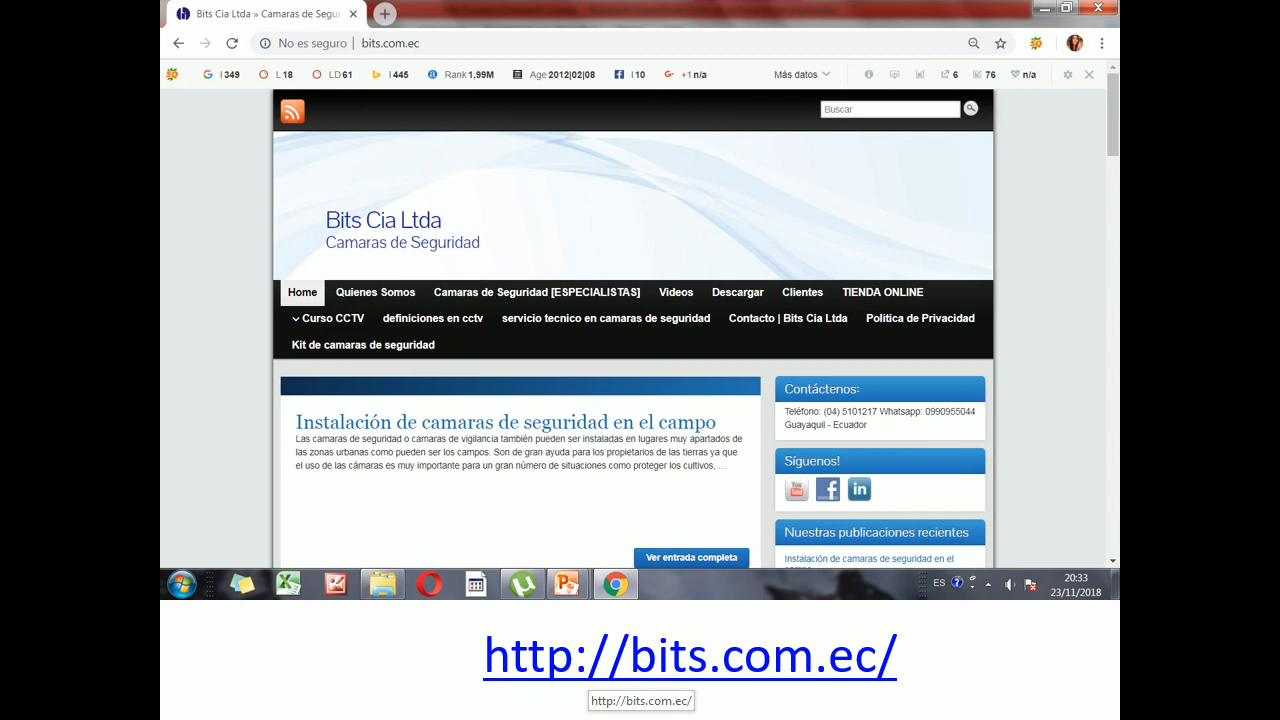 Bits Cia Ltda » Camaras de Segur
No es seguro | bits.com.ec
I 349 L 18 LD 61 I 445 Rank 1,99M Age 2012|02|08 I 10 +1 n/a Más datos 6 76 n/a
Buscar
Bits Cia Ltda
Camaras de Seguridad
Home Quienes Somos Camaras de Seguridad [ESPECIALISTAS] Videos Descargar Clientes TIENDA ONLINE
Curso CCTV definiciones en cctv servicio tecnico en camaras de seguridad Contacto | Bits Cia Ltda Politica de Privacidad
Kit de camaras de seguridad
Instalación de camaras de seguridad en el campo
Las camaras de seguridad o camaras de vigilancia también pueden ser instaladas en lugares muy apartados de
las zonas urbanas como pueden ser los campos. Son de gran ayuda para los propietarios de las tierras ya que
el uso de las cámaras es muy importante para un gran número de situaciones como proteger los cultivos, …
Ver entrada completa
Contáctenos:
Teléfono: (04) 5101217 Whatsapp: 0990955044
Guayaquil - Ecuador
Síguenos!
You
Tube
in
Nuestras publicaciones recientes
Instalación de camaras de seguridad en el
ES
20:33
23/11/2018
http://bits.com.ec/
http://bits.com.ec/